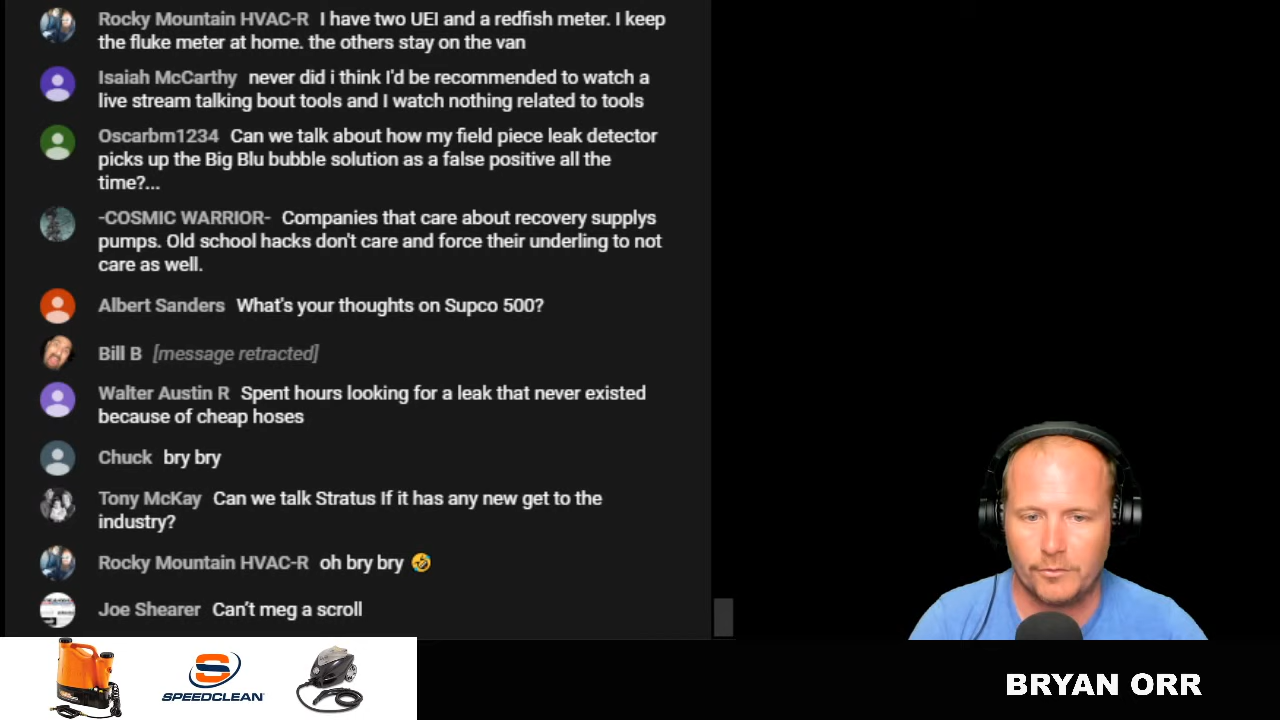 Rocky Mountain HVAC-R I have two UEI and a redfish meter. I keep
the fluke meter at home. the others stay on the van
Isaiah McCarthy never did i think I'd be recommended to watch a
live stream talking bout tools and I watch nothing related to tools
Oscarbm1234 Can we talk about how my field piece leak detector
picks up the Big Blu bubble solution as a false positive all the
time?...
-COSMIC WARRIOR- Companies that care about recovery supplys
pumps. Old school hacks don't care and force their underling to not
care as well.
Albert Sanders What's your thoughts on Supco 500?
Bill B [message retracted]
Walter Austin R Spent hours looking for a leak that never existed
because of cheap hoses
Chuck bry bry
Tony McKay Can we talk Stratus If it has any new get to the
industry?
Rocky Mountain HVAC-R oh bry bry 🤣
Joe Shearer Can't meg a scroll
SPEEDCLEAN
BRYAN ORR